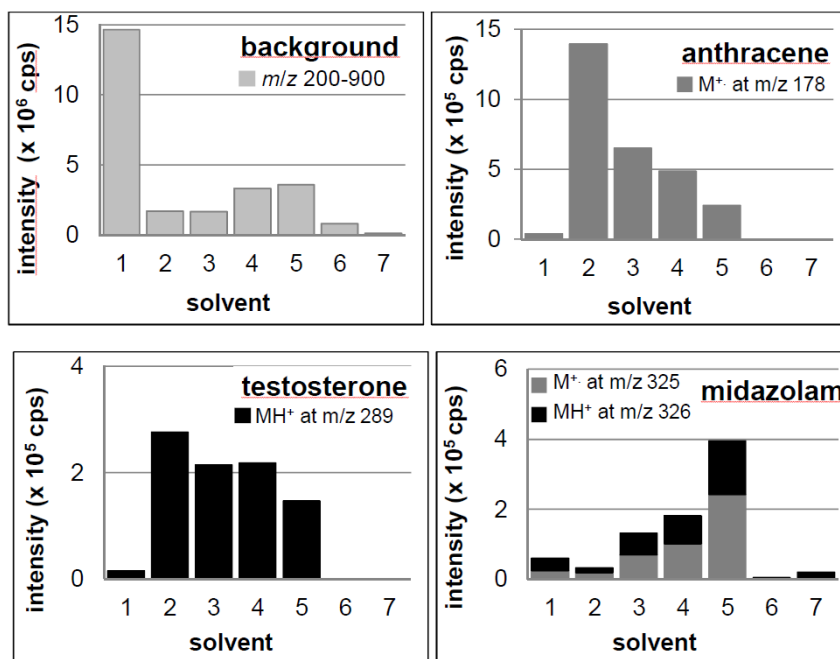 background
m/z 200-900
intensity (x 10⁶ cps)
15
10
5
0
1 2 3 4 5 6 7
solvent
anthracene
M⁺· at m/z 178
intensity (x 10⁵ cps)
15
10
5
0
1 2 3 4 5 6 7
solvent
testosterone
MH⁺ at m/z 289
intensity (x 10⁵ cps)
4
2
0
1 2 3 4 5 6 7
solvent
M⁺· at m/z 325
midazolam
MH⁺ at m/z 326
intensity (x 10⁵ cps)
6
4
2
0
1 2 3 4 5 6 7
solvent